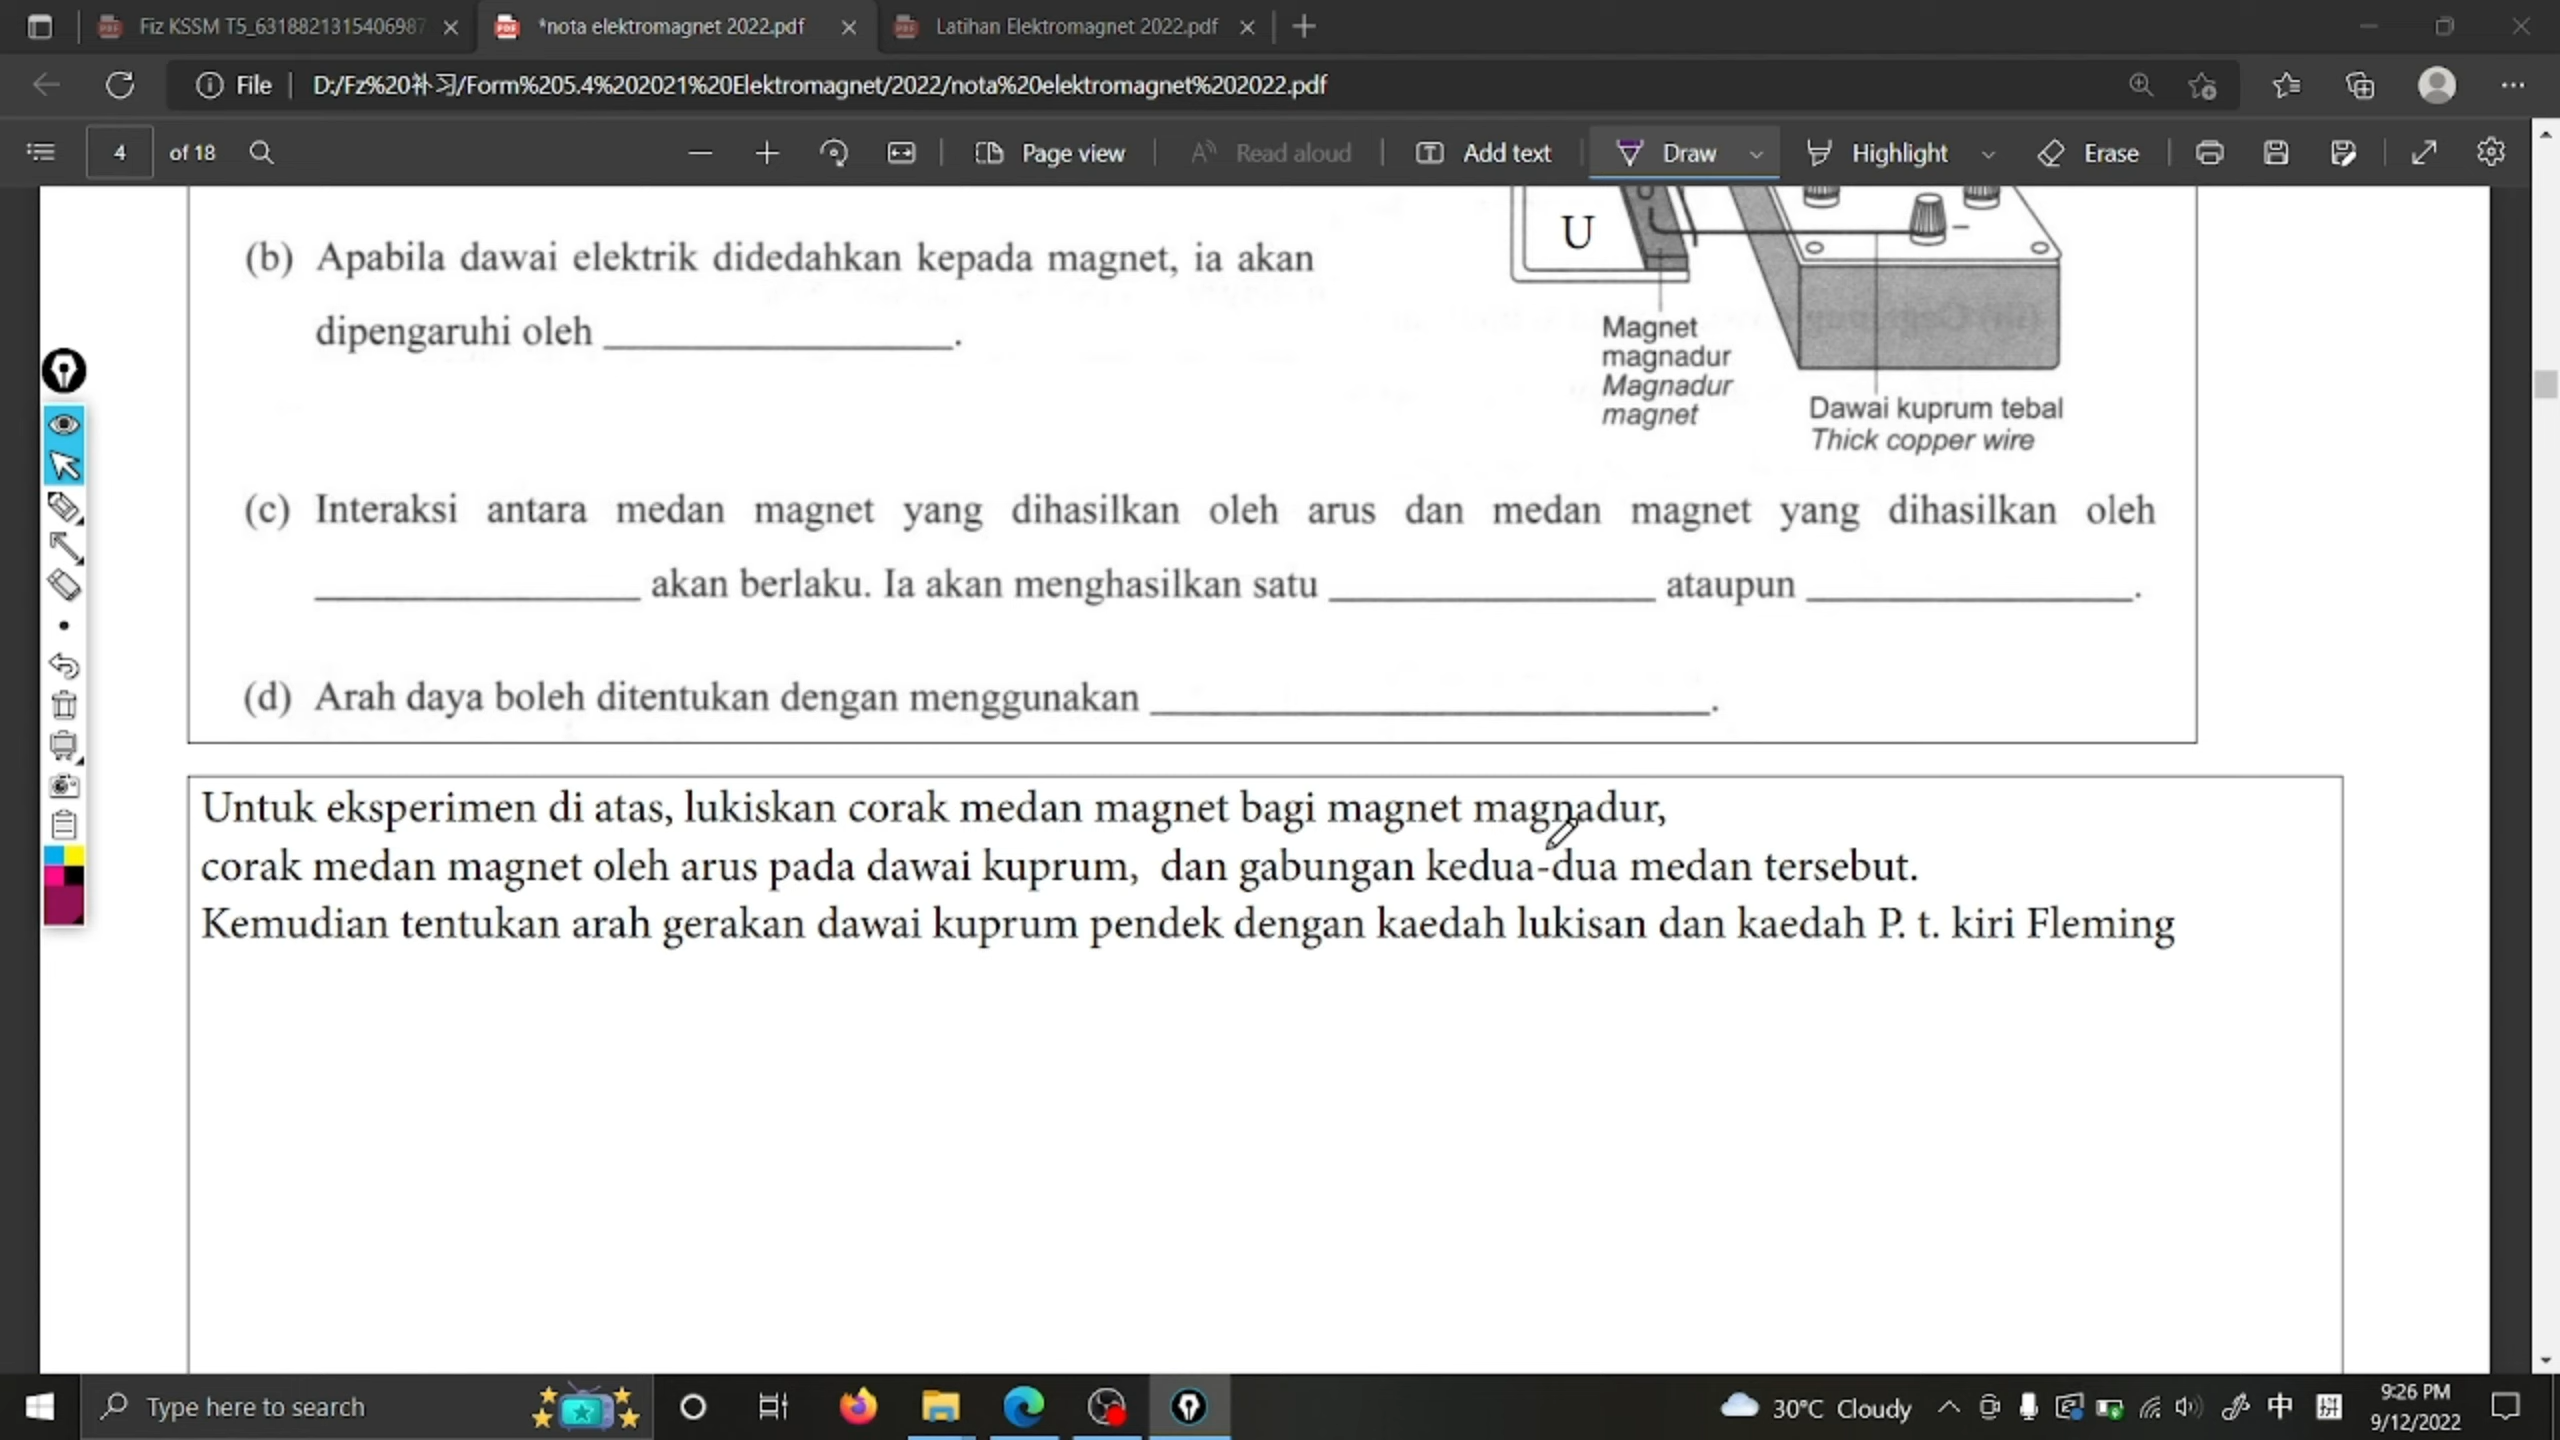 Fiz KSSM T5_6318821315406987
*nota elektromagnet 2022.pdf
Latihan Elektromagnet 2022.pdf
File
D:/Fz%20补习/Form%205.4%202021%20Elektromagnet/2022/nota%20elektromagnet%202022.pdf
4 of 18
Page view
Read aloud
Add text
Draw
Highlight
Erase
U
(b) Apabila dawai elektrik didedahkan kepada magnet, ia akan
dipengaruhi oleh ________________.
Magnet
magnadur
Magnadur
magnet
Dawai kuprum tebal
Thick copper wire
(c) Interaksi antara medan magnet yang dihasilkan oleh arus dan medan magnet yang dihasilkan oleh
________________ akan berlaku. Ia akan menghasilkan satu ________________ ataupun ________________.
(d) Arah daya boleh ditentukan dengan menggunakan ____________________________.
Untuk eksperimen di atas, lukiskan corak medan magnet bagi magnet magnadur,
corak medan magnet oleh arus pada dawai kuprum, dan gabungan kedua-dua medan tersebut.
Kemudian tentukan arah gerakan dawai kuprum pendek dengan kaedah lukisan dan kaedah P. t. kiri Fleming
Type here to search
30°C Cloudy
中
拼
9:26 PM
9/12/2022